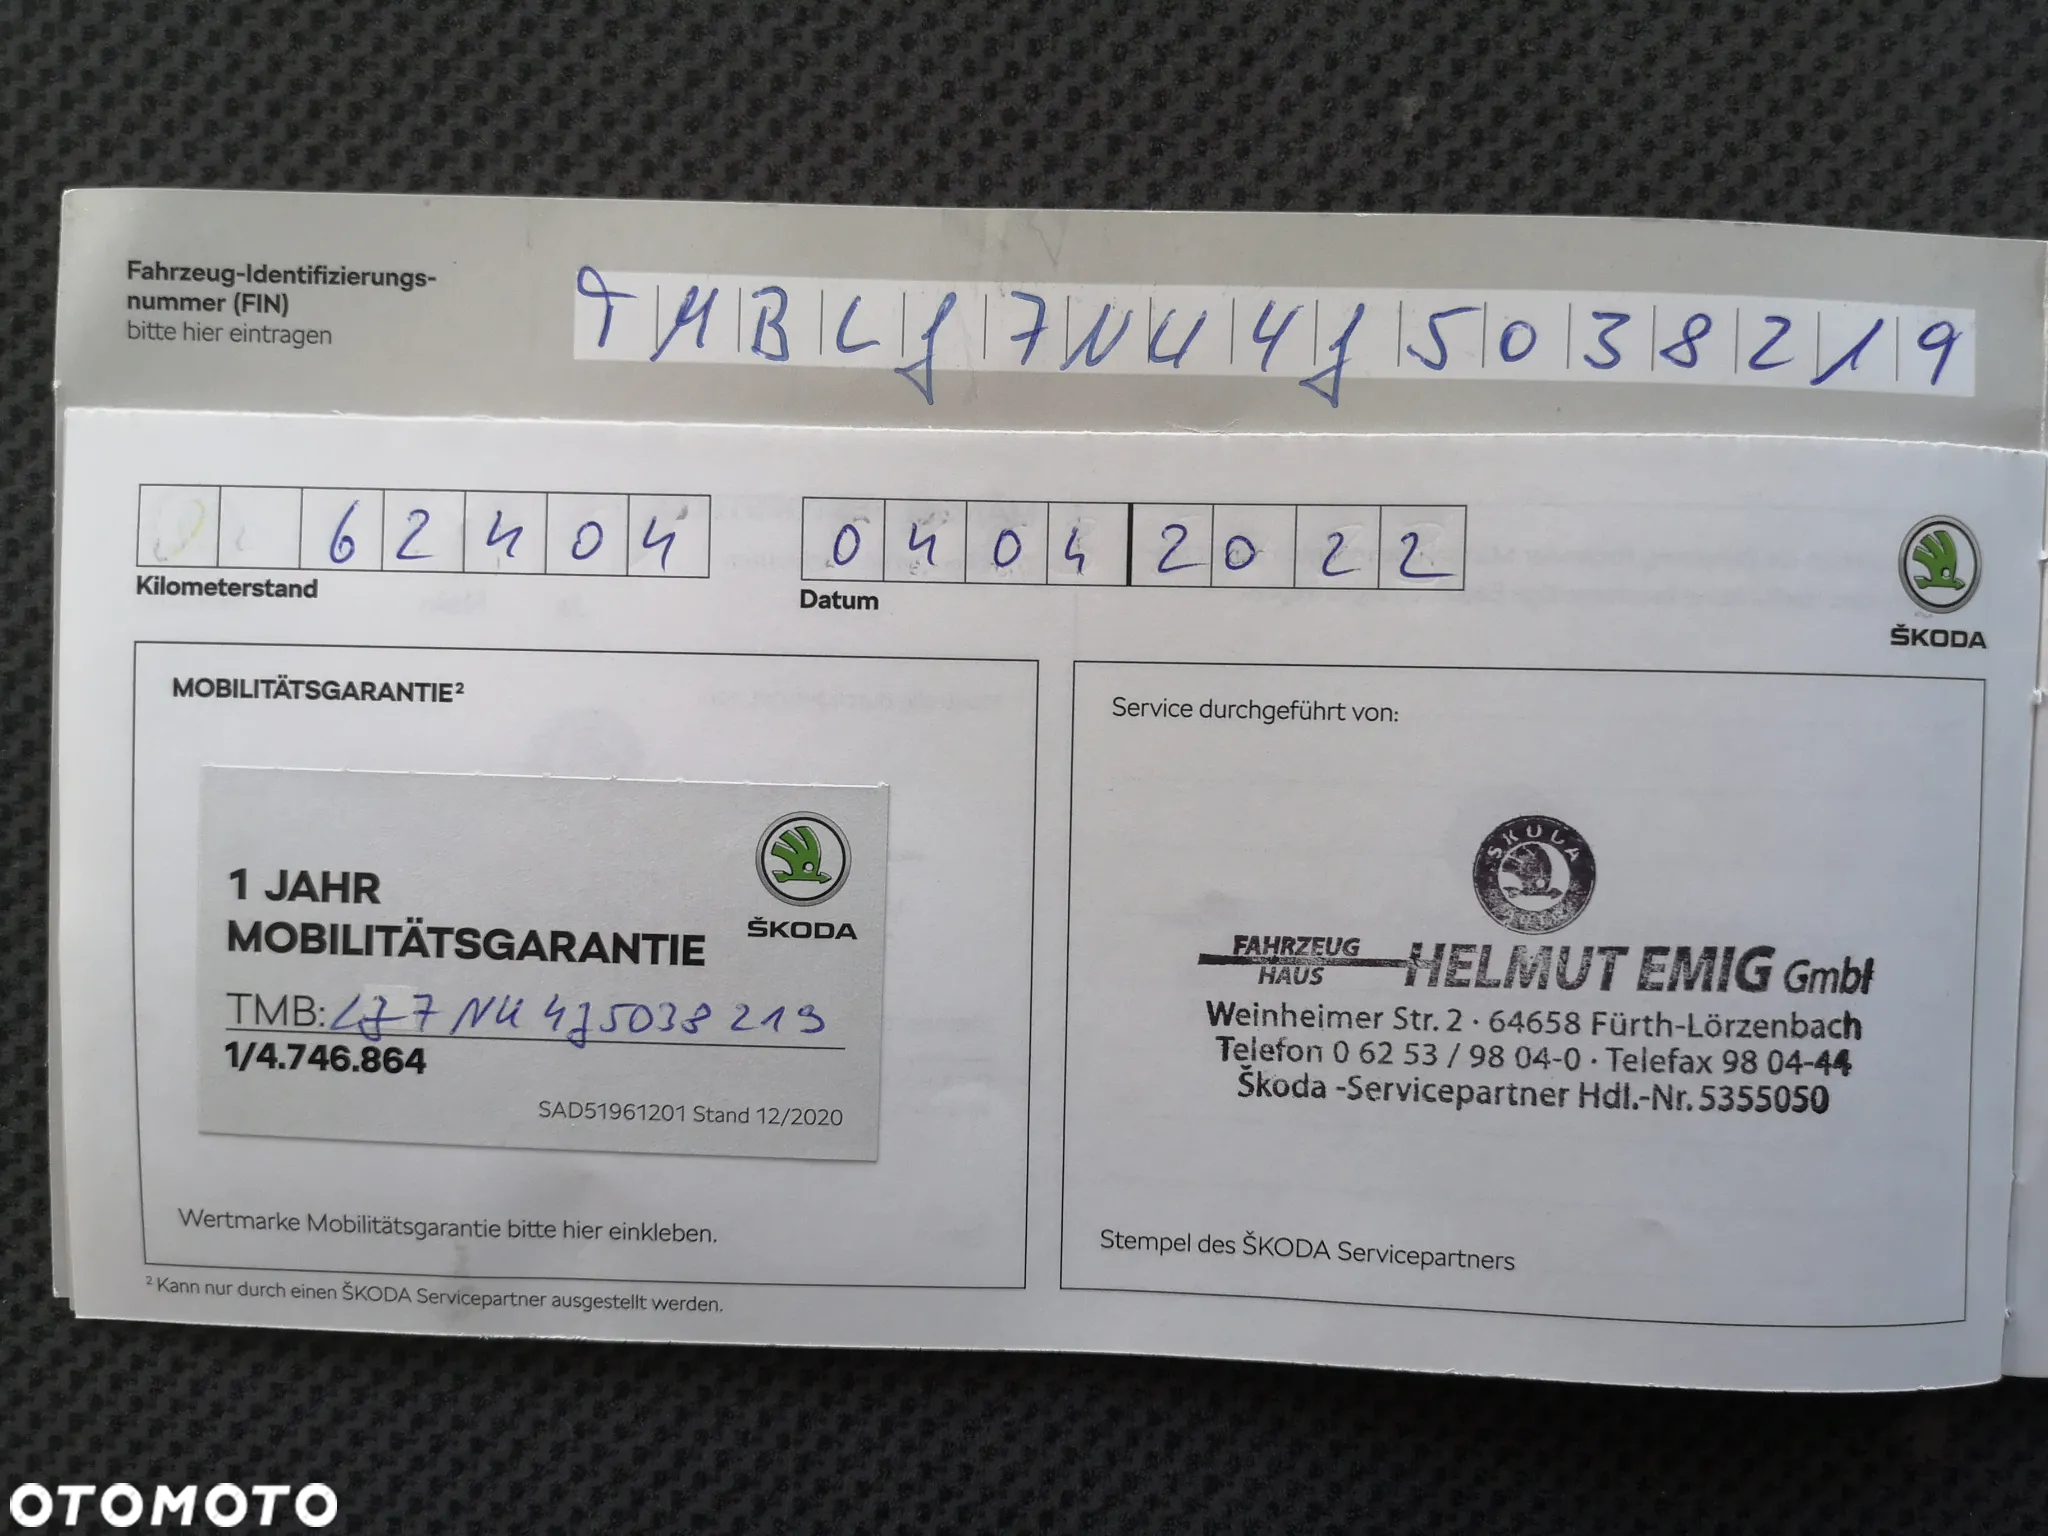 Fahrzeug-Identifizierungs-
nummer (FIN)
bitte hier eintragen
TMBLJ7NU4J5038219
62404
04042022
Kilometerstand
Datum
ŠKODA
MOBILITÄTSGARANTIE²
1 JAHR
MOBILITÄTSGARANTIE
ŠKODA
TMB: LJ7NU4J5038219
1/4.746.864
SAD51961201 Stand 12/2020
Wertmarke Mobilitätsgarantie bitte hier einkleben.
² Kann nur durch einen ŠKODA Servicepartner ausgestellt werden.
Service durchgeführt von:
SKODA
FAHRZEUG
HAUS
HELMUT EMIG GmbH
Weinheimer Str. 2 · 64658 Fürth-Lörzenbach
Telefon 0 62 53 / 98 04-0 · Telefax 98 04-44
Škoda -Servicepartner Hdl.-Nr. 5355050
Stempel des ŠKODA Servicepartners
OTOMOTO